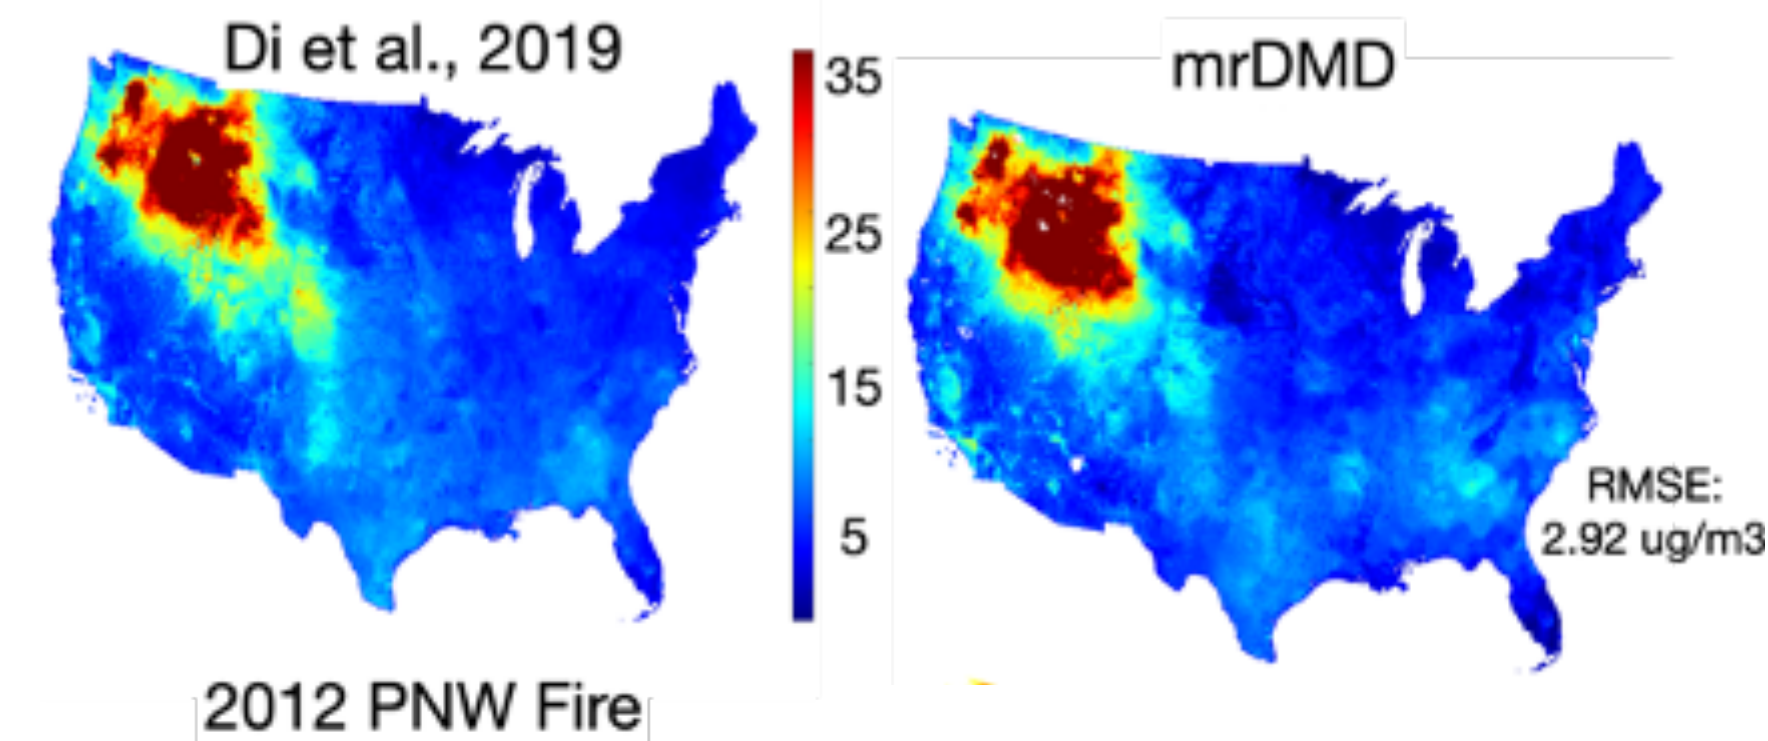 Di et al., 2019
35
25
15
5
mrDMD
RMSE:
2.92 ug/m3
2012 PNW Fire